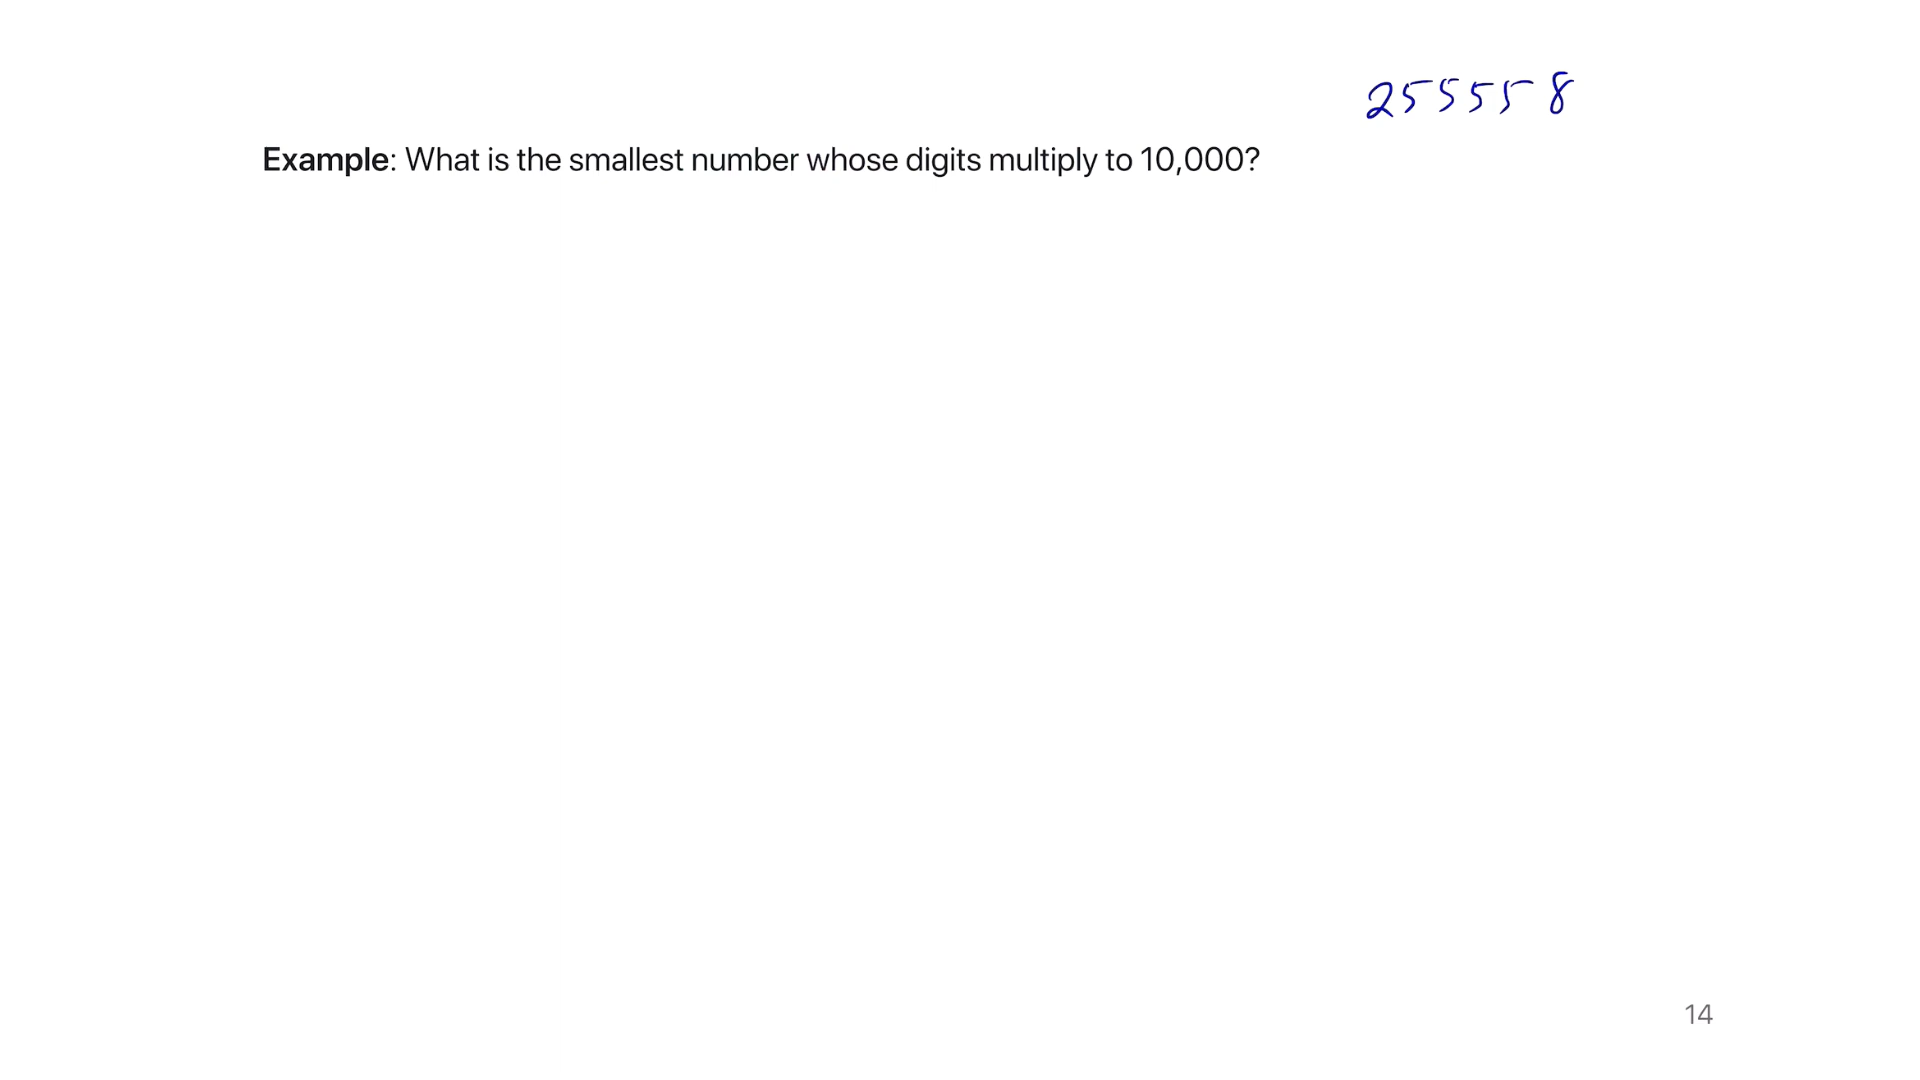 255558
Example: What is the smallest number whose digits multiply to 10,000?
14